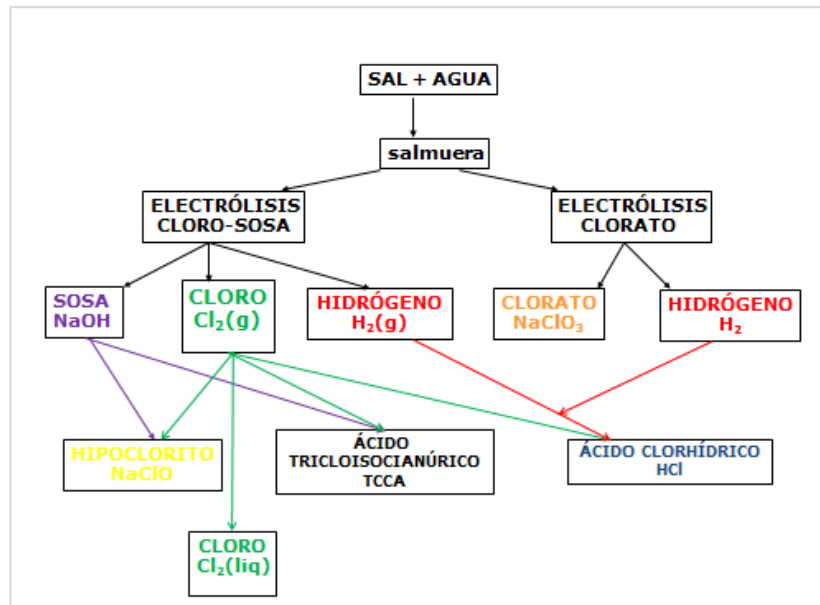 SAL + AGUA
salmuera
ELECTRÓLISIS
CLORO-SOSA
ELECTRÓLISIS
CLORATO
SOSA
NaOH
CLORO
Cl₂(g)
HIDRÓGENO
H₂(g)
CLORATO
NaClO₃
HIDRÓGENO
H₂
HIPOCLORITO
NaClO
ÁCIDO
TRICLOISOCIANÚRICO
TCCA
ÁCIDO CLORHÍDRICO
HCl
CLORO
Cl₂(liq)